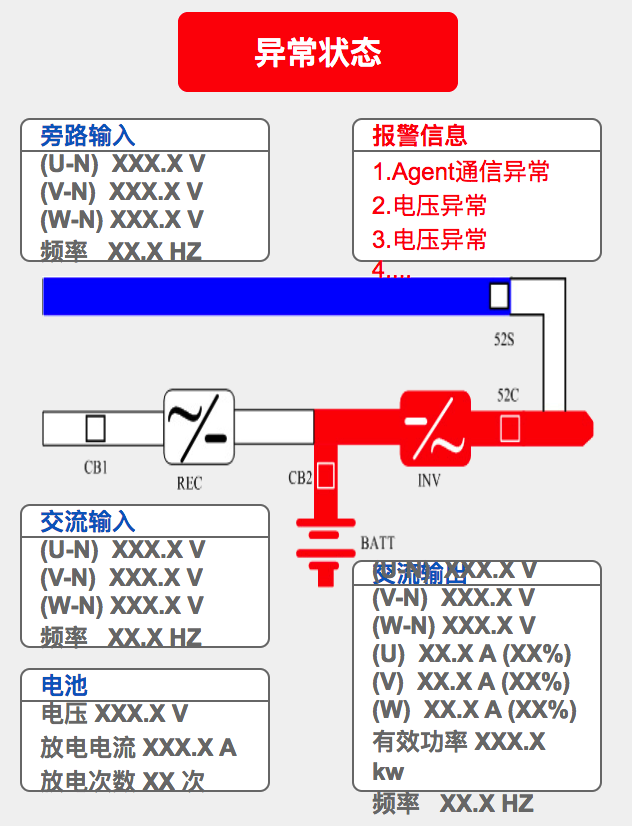 异常状态
旁路输入
(U-N) XXX.X V
(V-N) XXX.X V
(W-N) XXX.X V
频率 XX.X HZ
报警信息
1.Agent通信异常
2.电压异常
3.电压异常
4....
52S
52C
CB1
REC
CB2
INV
BATT
交流输入
(U-N) XXX.X V
(V-N) XXX.X V
(W-N) XXX.X V
频率 XX.X HZ
电池
电压 XXX.X V
放电电流 XXX.X A
放电次数 XX 次
交流输出
(U-N) XXX.X V
(V-N) XXX.X V
(W-N) XXX.X V
(U) XX.X A (XX%)
(V) XX.X A (XX%)
(W) XX.X A (XX%)
有效功率 XXX.X
kw
频率 XX.X HZ